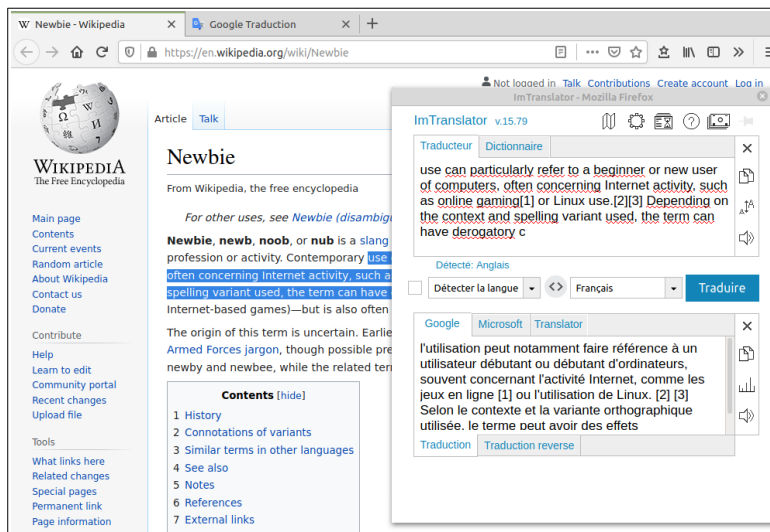 Newbie - Wikipedia
Google Traduction
https://en.wikipedia.org/wiki/Newbie
Not logged in Talk Contributions Create account Log in
WIKIPEDIA
The Free Encyclopedia
Main page
Contents
Current events
Random article
About Wikipedia
Contact us
Donate
Contribute
Help
Learn to edit
Community portal
Recent changes
Upload file
Tools
What links here
Related changes
Special pages
Permanent link
Page information
Article Talk
Newbie
From Wikipedia, the free encyclopedia
For other uses, see Newbie (disambigu
Newbie, newb, noob, or nub is a slang
profession or activity. Contemporary use
often concerning Internet activity, such a
spelling variant used, the term can have
Internet-based games)—but is also often
The origin of this term is uncertain. Earlie
Armed Forces jargon, though possible pre
newby and newbee, while the related ter
Contents [hide]
1 History
2 Connotations of variants
3 Similar terms in other languages
4 See also
5 Notes
6 References
7 External links
ImTranslator - Mozilla Firefox
ImTranslator v.15.79
Traducteur Dictionnaire
use can particularly refer to a beginner or new user
of computers, often concerning Internet activity, such
as online gaming[1] or Linux use.[2][3] Depending on
the context and spelling variant used, the term can
have derogatory c
Détecté: Anglais
Détecter la langue
Français
Traduire
Google Microsoft Translator
l'utilisation peut notamment faire référence à un
utilisateur débutant ou débutant d'ordinateurs,
souvent concernant l'activité Internet, comme les
jeux en ligne [1] ou l'utilisation de Linux. [2] [3]
Selon le contexte et la variante orthographique
utilisée, le terme peut avoir des effets
Traduction Traduction reverse